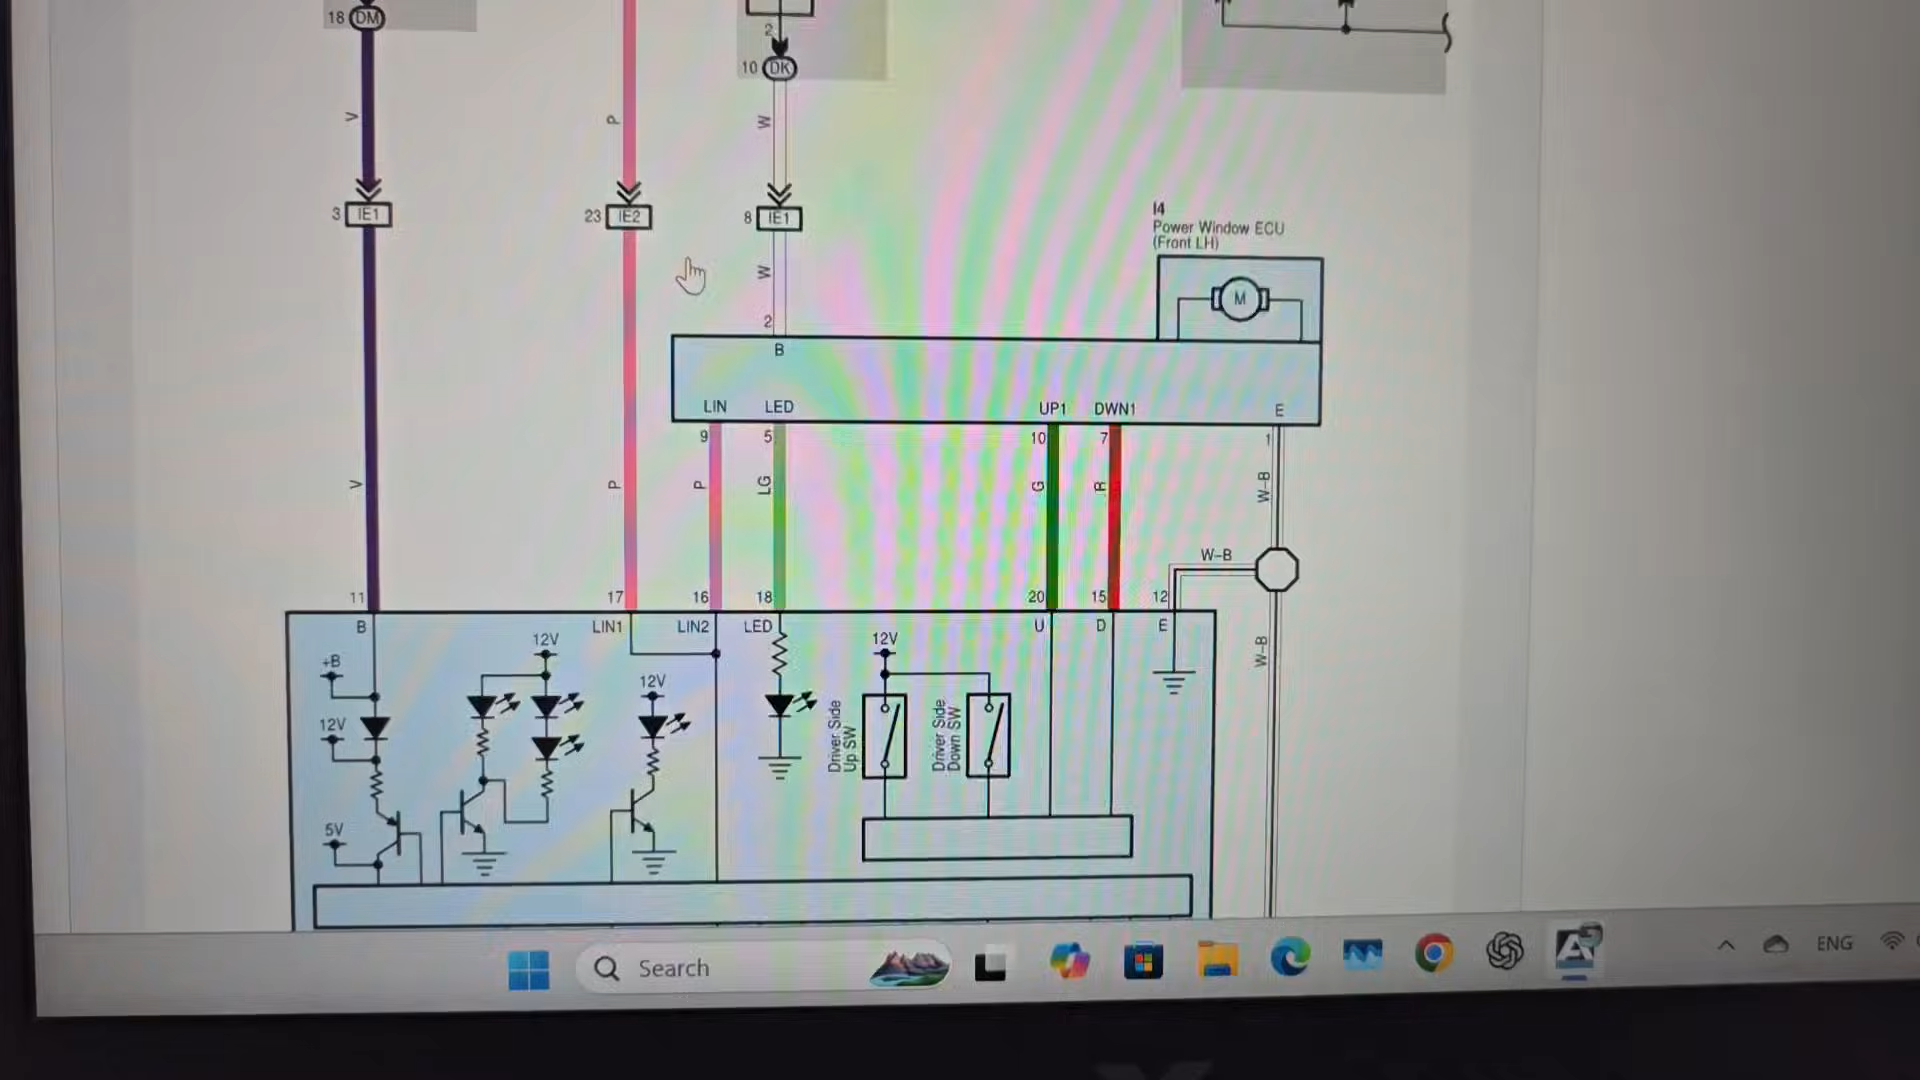 18 DM
2
10 DK
V
P
W
3 IE1
23 IE2
8 IE1
I4
Power Window ECU
(Front LH)
W
M
2
B
LIN
LED
UP1
DWN1
E
9
5
10
7
1
V
P
P
LG
G
R
W-B
W-B
11
17
16
18
20
15
12
B
LIN1
LIN2
LED
U
D
E
W-B
+B
12V
12V
12V
12V
5V
Driver Side
Up SW
Driver Side
Down SW
Search
ENG